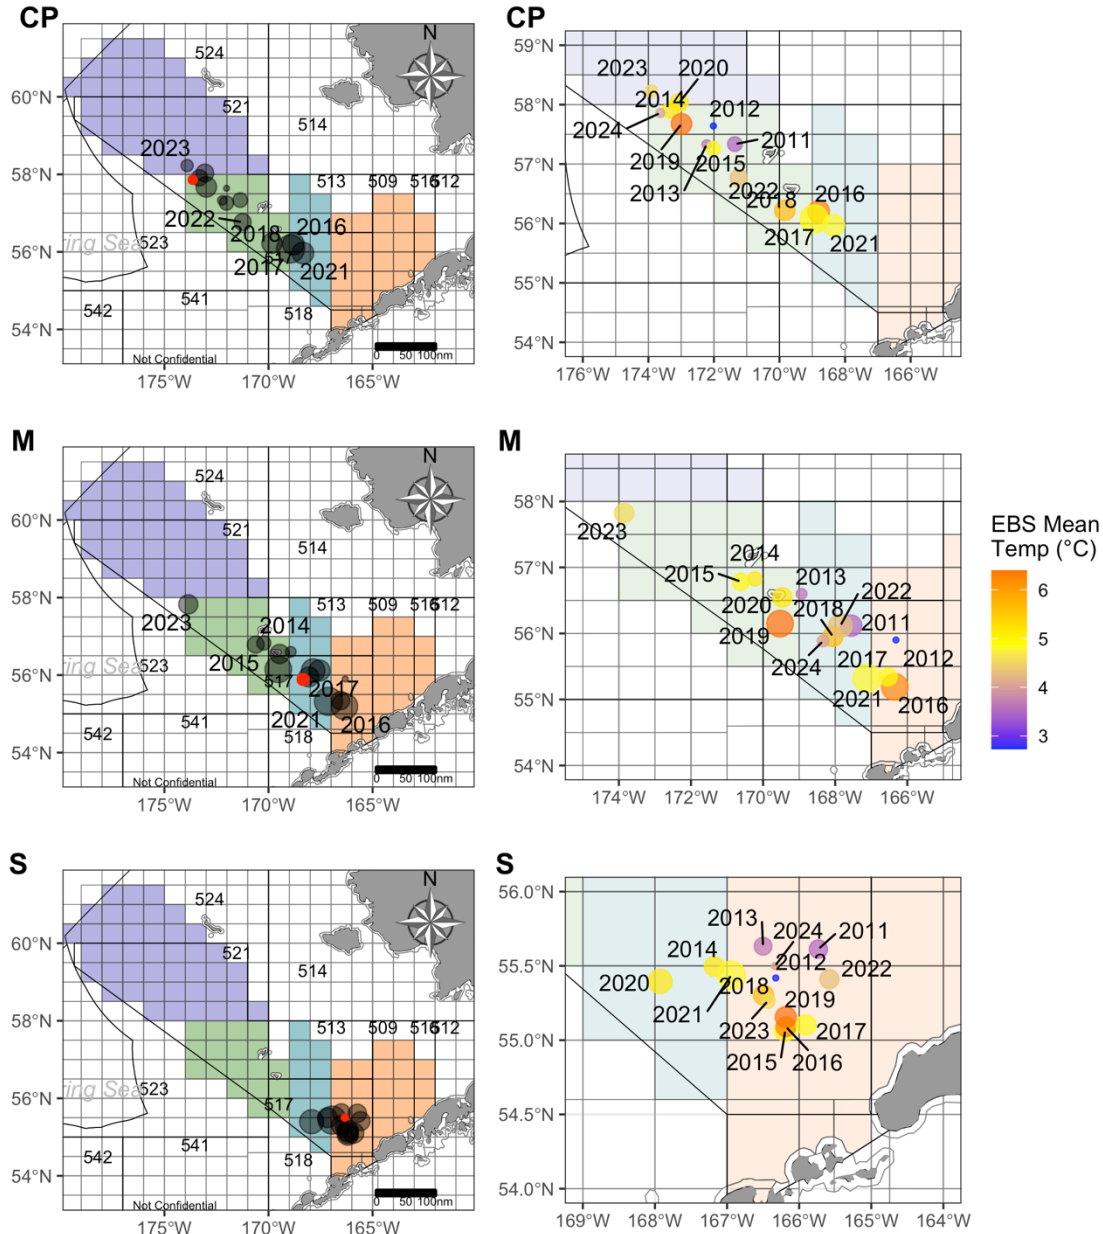 CP
N
524
60°N
521
514
2023
58°N
513
509
516
512
2022
2018
2016
ring Sea
523
517
56°N
2017
2021
541
542
518
54°N
Not Confidential
0 50 100nm
175°W
170°W
165°W
CP
59°N
2023
2020
58°N
2014
2012
2024
2011
2019
2015
57°N
2013
2022
2018
2016
56°N
2017
2021
55°N
54°N
176°W
174°W
172°W
170°W
168°W
166°W
M
N
524
60°N
521
514
58°N
513
509
516
512
2023
2014
ring Sea
523
2015
517
56°N
2017
2021
2016
541
542
518
54°N
Not Confidential
0 50 100nm
175°W
170°W
165°W
M
58°N
2023
2014
57°N
2015
2013
2022
2020
2018
2019
2011
56°N
2024
2017
2012
2021
2016
55°N
54°N
174°W
172°W
170°W
168°W
166°W
EBS Mean
Temp (°C)
6
5
4
3
S
N
524
60°N
521
514
58°N
513
509
516
512
ring Sea
523
517
56°N
541
542
518
54°N
Not Confidential
0 50 100nm
175°W
170°W
165°W
S
56.0°N
2013
2024
2011
2014
2012
55.5°N
2020
2018
2022
2021
2019
2023
2017
55.0°N
2015
2016
54.5°N
54.0°N
169°W
168°W
167°W
166°W
165°W
164°W